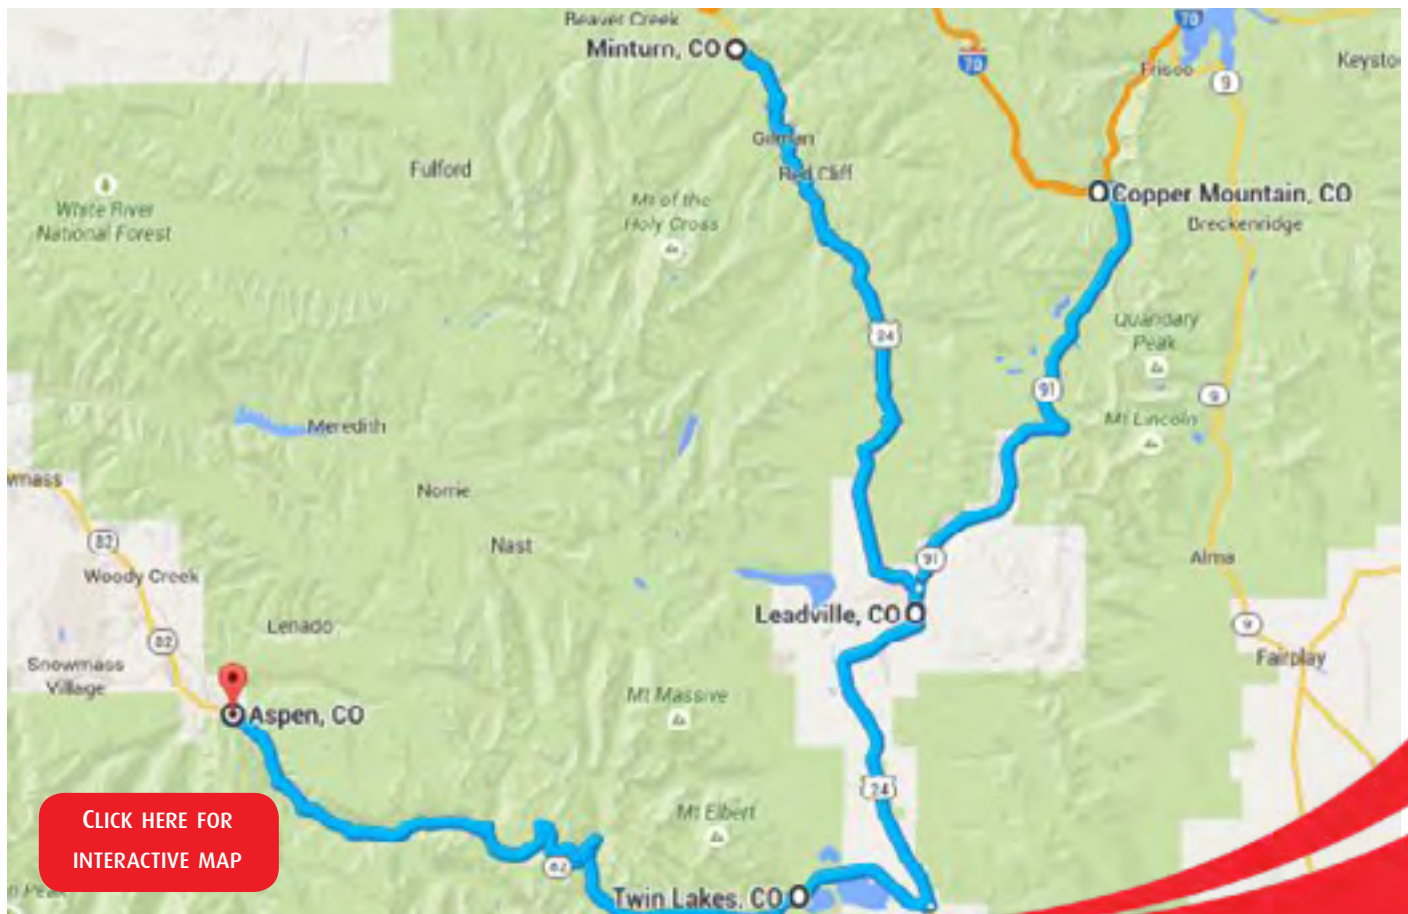 Beaver Creek
Minturn, CO
70
70
Frisco
9
Keysto
Gilman
Red Cliff
Fulford
White River
National Forest
Mt of the
Holy Cross
Copper Mountain, CO
Breckenridge
24
Quandary
Peak
91
9
Mt Lincoln
Meredith
wmass
Norrie
82
Nast
91
Alma
Woody Creek
Leadville, CO
Lenado
82
9
Fairplay
Snowmass
Village
Mt Massive
Aspen, CO
24
CLICK HERE FOR
INTERACTIVE MAP
Mt Elbert
82
Peak
Twin Lakes, CO